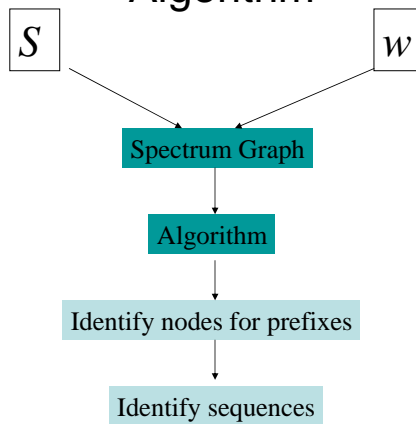 Algorithm
S
w
Spectrum Graph
Algorithm
Identify nodes for prefixes
Identify sequences